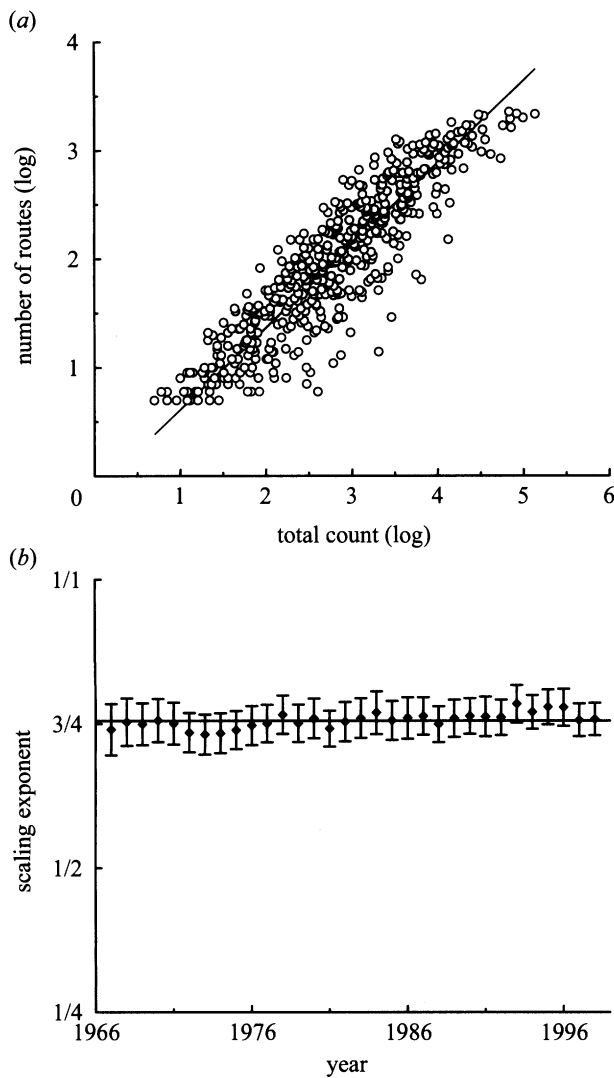 (a)
4
3
2
1
0
1 2 3 4 5 6
number of routes (log)
total count (log)
(b)
1/1
3/4
1/2
1/4
scaling exponent
1966 1976 1986 1996
year